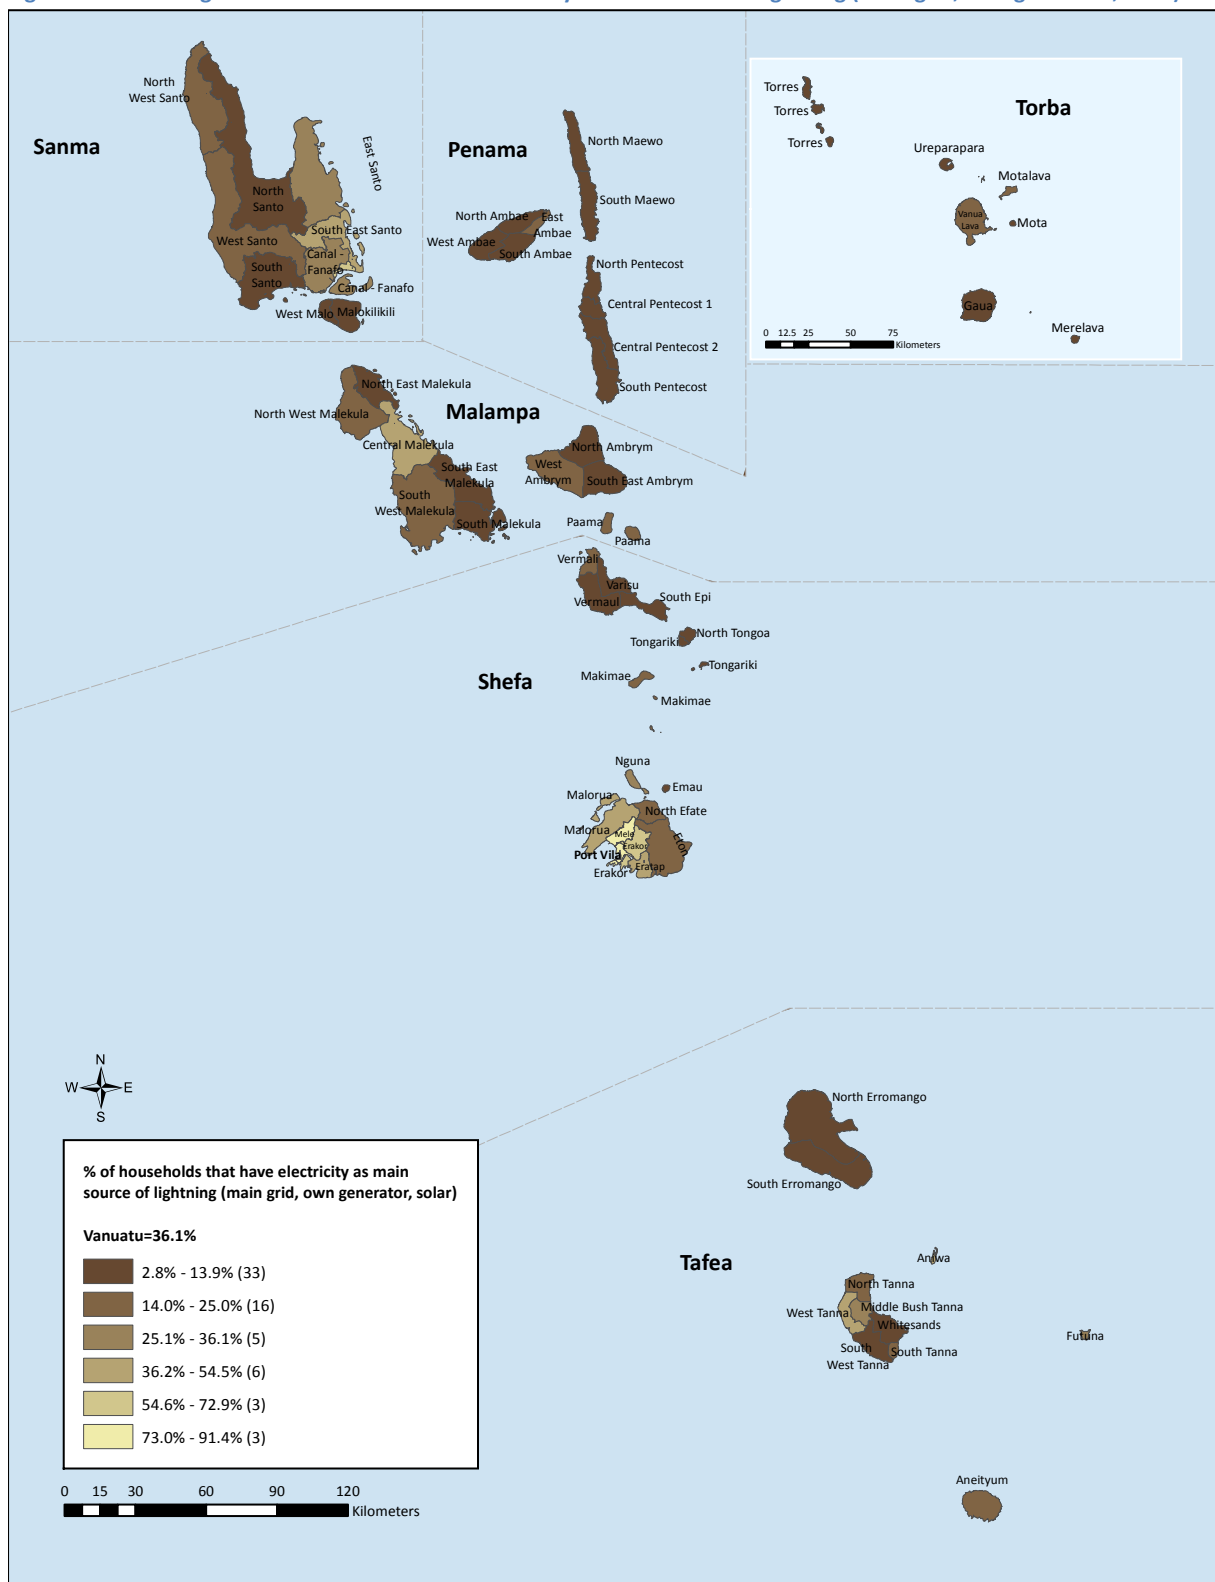 North
West Santo
Sanma
East Santo
North
Santo
South East Santo
West Santo
Canal -
Fanafo
South
Santo
Canal - Fanafo
West Malo
Malokilikili
Penama
North Maewo
South Maewo
North Ambae
East
Ambae
West Ambae
South Ambae
North Pentecost
Central Pentecost 1
Central Pentecost 2
South Pentecost
Torres
Torres
Torres
Torba
Ureparapara
Motalava
Vanua
Lava
Mota
Gaua
Merelava
0 12.5 25 50 75
Kilometers
North East Malekula
North West Malekula
Malampa
Central Malekula
South East
Malekula
South
West Malekula
South Malekula
North Ambrym
West
Ambrym
South East Ambrym
Paama
Paama
Vermali
Varisu
Vermaul
South Epi
North Tongoa
Tongariki
Tongariki
Makimae
Makimae
Shefa
Nguna
Emau
Malorua
North Efate
Malorua
Mele
Eton
Erakor
Port Vila
Erakor
Eratap
N
W E
S
North Erromango
South Erromango
Tafea
Aniwa
North Tanna
West Tanna
Middle Bush Tanna
Whitesands
South
West Tanna
South Tanna
Futuna
Aneityum
% of households that have electricity as main
source of lightning (main grid, own generator, solar)
Vanuatu=36.1%
2.8% - 13.9% (33)
14.0% - 25.0% (16)
25.1% - 36.1% (5)
36.2% - 54.5% (6)
54.6% - 72.9% (3)
73.0% - 91.4% (3)
0 15 30 60 90 120
Kilometers